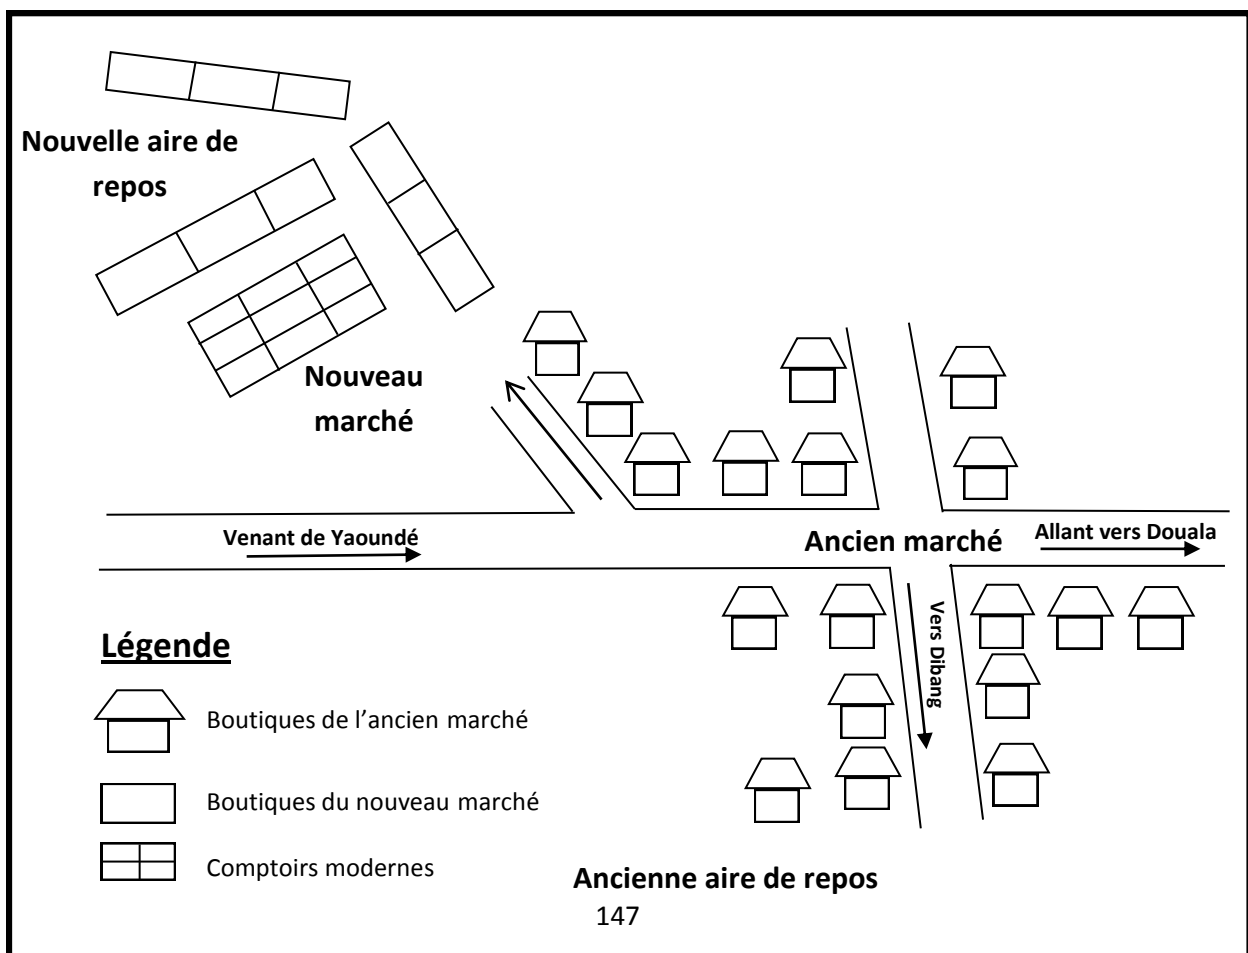 Nouvelle aire de
repos
Nouveau
marché
Venant de Yaoundé
Ancien marché
Allant vers Douala
Vers Dibang
Légende
Boutiques de l’ancien marché
Boutiques du nouveau marché
Comptoirs modernes
Ancienne aire de repos
147